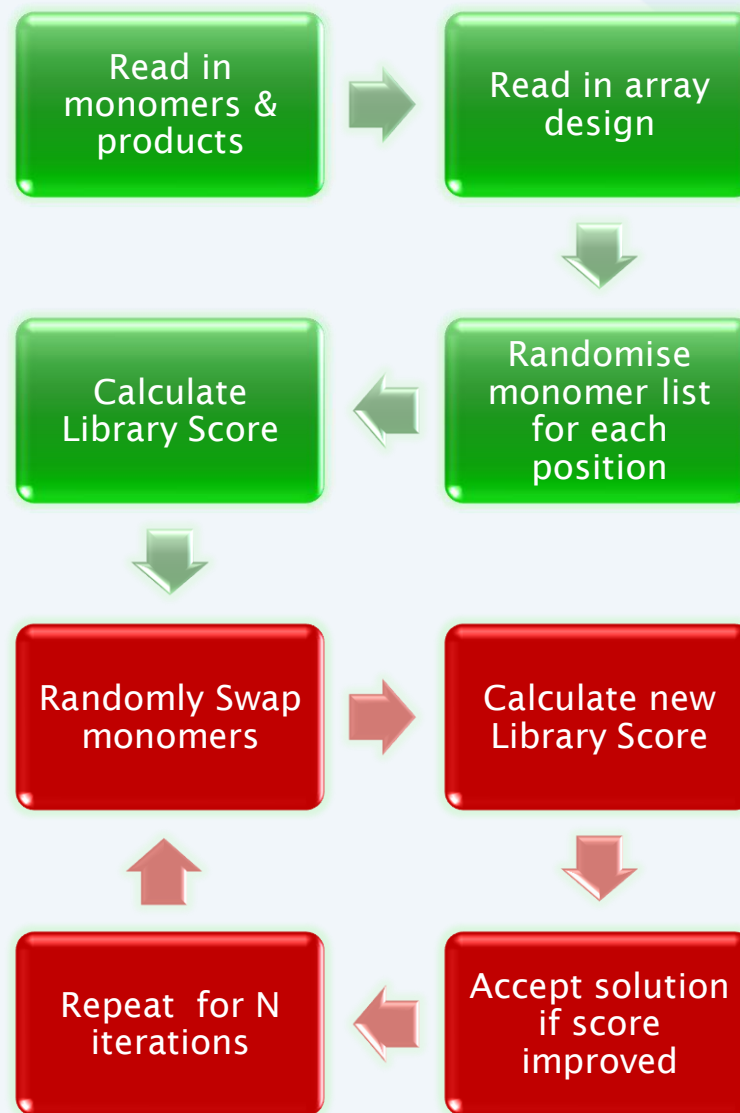 Read in
monomers &
products
Read in array
design
Randomise
monomer list
for each
position
Calculate
Library Score
Randomly Swap
monomers
Calculate new
Library Score
Accept solution
if score
improved
Repeat for N
iterations